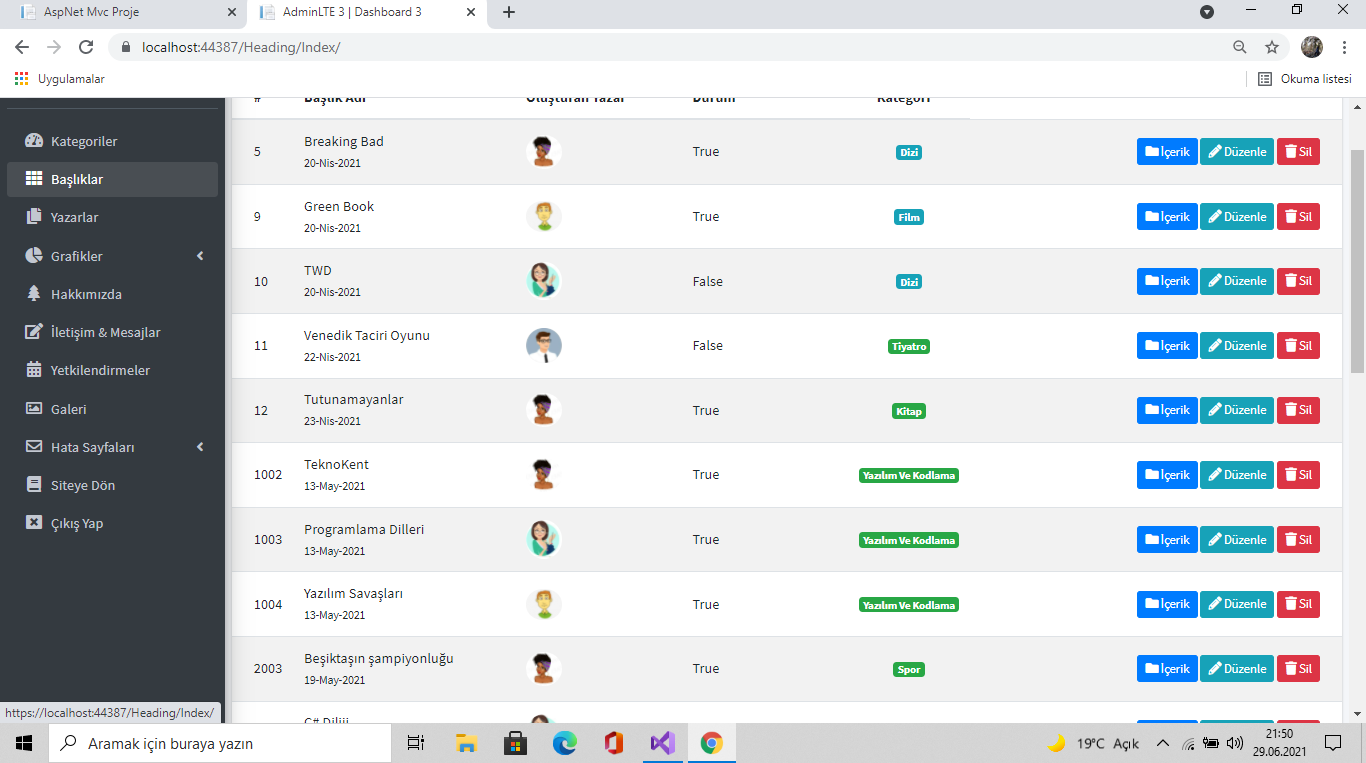 AspNet Mvc Proje
AdminLTE 3 | Dashboard 3
localhost:44387/Heading/Index/
Uygulamalar
Okuma listesi
# Başlık Adı Oluşturan Yazar Durum Kategori
Kategoriler
Başlıklar
Yazarlar
Grafikler
Hakkımızda
İletişim & Mesajlar
Yetkilendirmeler
Galeri
Hata Sayfaları
Siteye Dön
Çıkış Yap
5 Breaking Bad True Dizi İçerik Düzenle Sil
20-Nis-2021
9 Green Book True Film İçerik Düzenle Sil
20-Nis-2021
10 TWD False Dizi İçerik Düzenle Sil
20-Nis-2021
11 Venedik Taciri Oyunu False Tiyatro İçerik Düzenle Sil
22-Nis-2021
12 Tutunamayanlar True Kitap İçerik Düzenle Sil
23-Nis-2021
1002 TeknoKent True Yazılım Ve Kodlama İçerik Düzenle Sil
13-May-2021
1003 Programlama Dilleri True Yazılım Ve Kodlama İçerik Düzenle Sil
13-May-2021
1004 Yazılım Savaşları True Yazılım Ve Kodlama İçerik Düzenle Sil
13-May-2021
2003 Beşiktaşın şampiyonluğu True Spor İçerik Düzenle Sil
19-May-2021
C# Diliii
https://localhost:44387/Heading/Index/
Aramak için buraya yazın
19°C Açık
21:50
29.06.2021